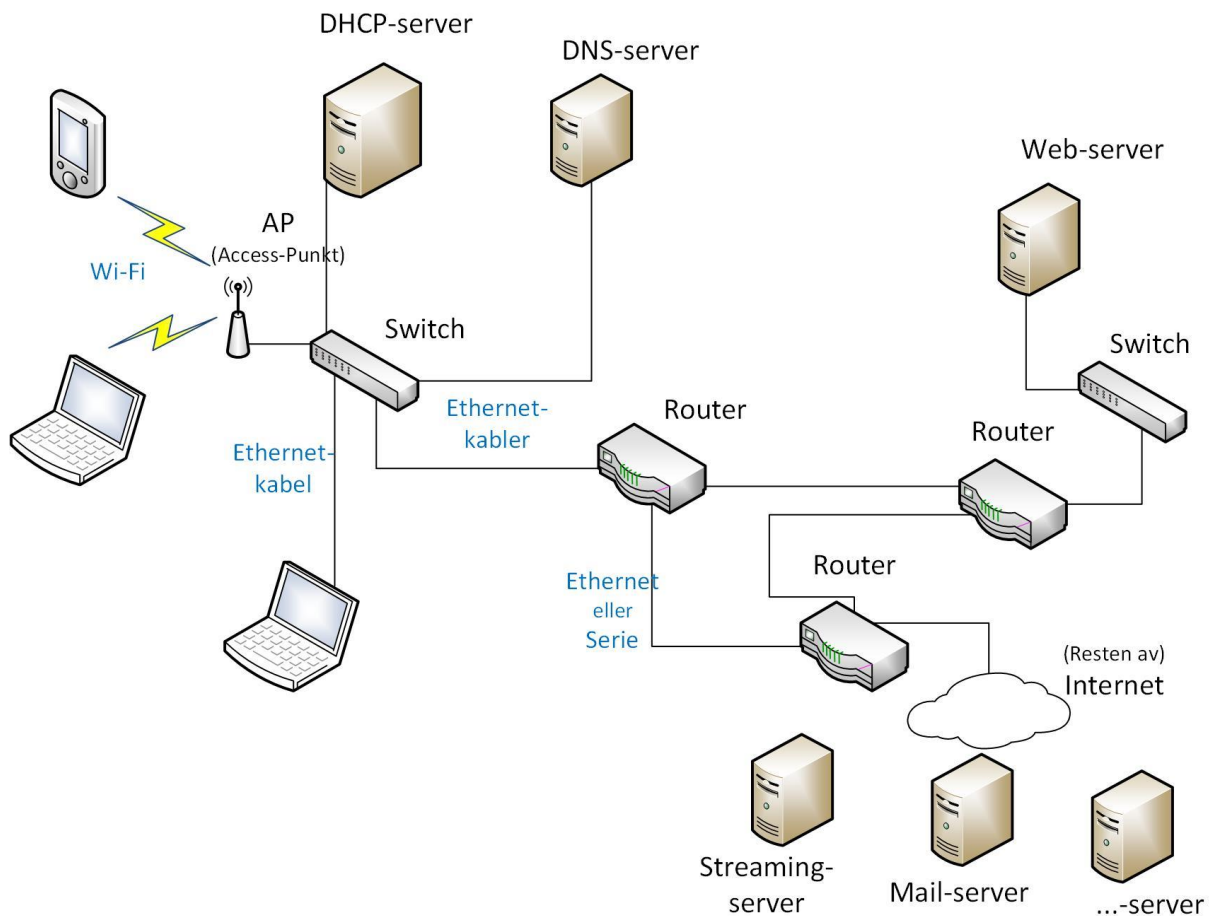 DHCP-server
DNS-server
Web-server
AP
(Access-Punkt)
Wi-Fi
Switch
Switch
Ethernet-
kabler
Router
Router
Ethernet-
kabel
Router
Ethernet
eller
Serie
(Resten av)
Internet
Streaming-
server
Mail-server
...-server